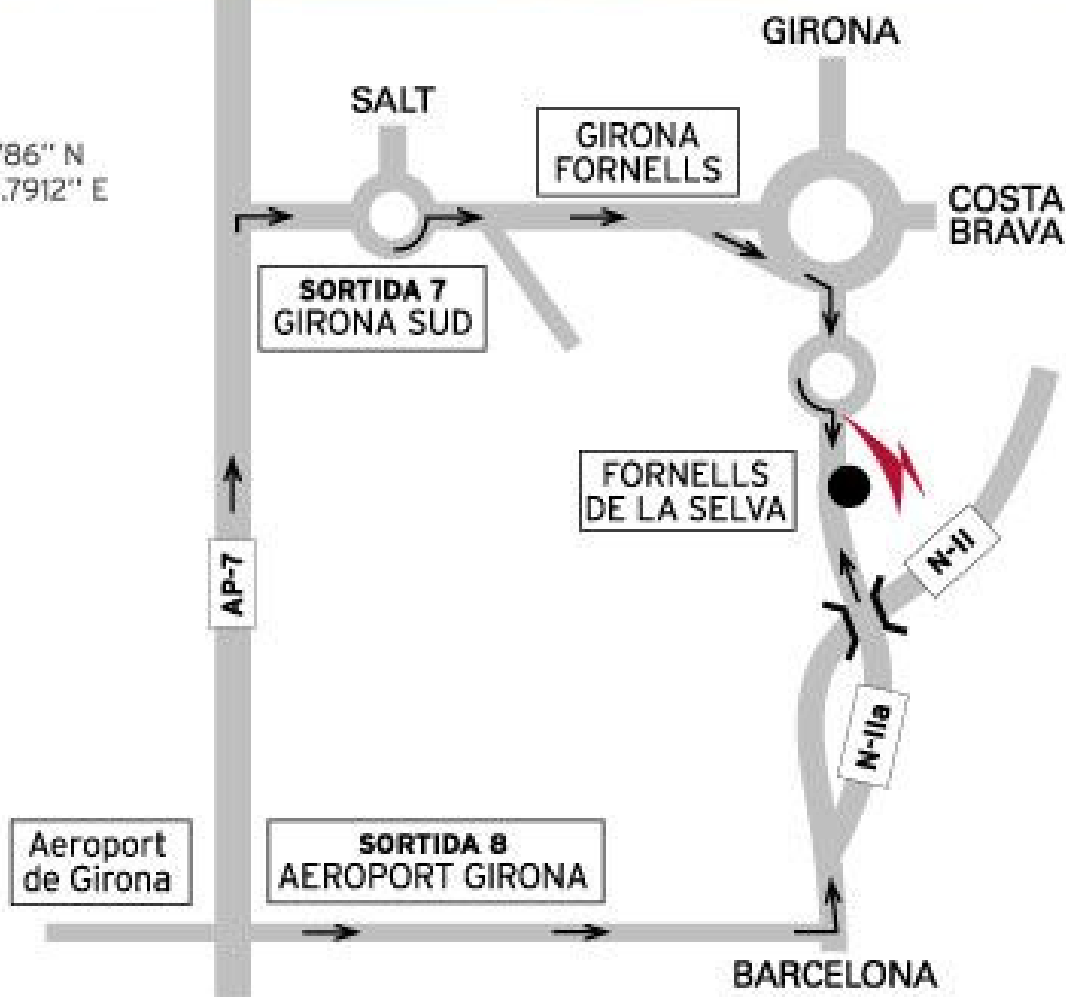 GIRONA
SALT
GIRONA
FORNELLS
'86" N
.7912" E
COSTA
BRAVA
SORTIDA 7
GIRONA SUD
FORNELLS
DE LA SELVA
N-II
AP-7
N-IIa
Aeroport
de Girona
SORTIDA 8
AEROPORT GIRONA
BARCELONA